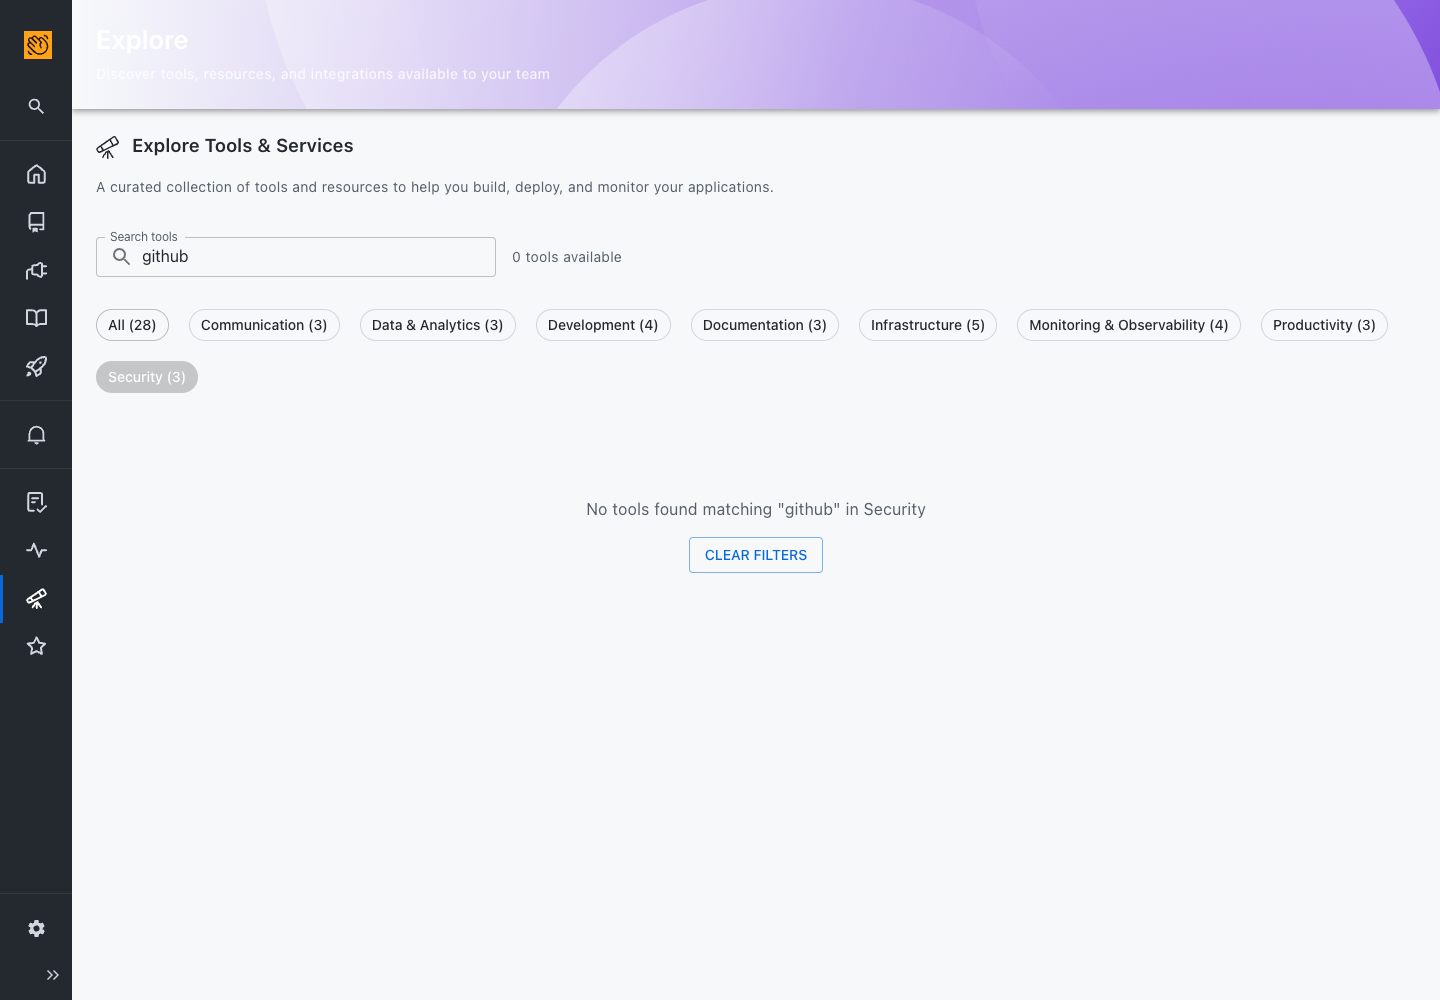 Explore
Discover tools, resources, and integrations available to your team
Explore Tools & Services
A curated collection of tools and resources to help you build, deploy, and monitor your applications.
Search tools
github
0 tools available
All (28)
Communication (3)
Data & Analytics (3)
Development (4)
Documentation (3)
Infrastructure (5)
Monitoring & Observability (4)
Productivity (3)
Security (3)
No tools found matching "github" in Security
CLEAR FILTERS